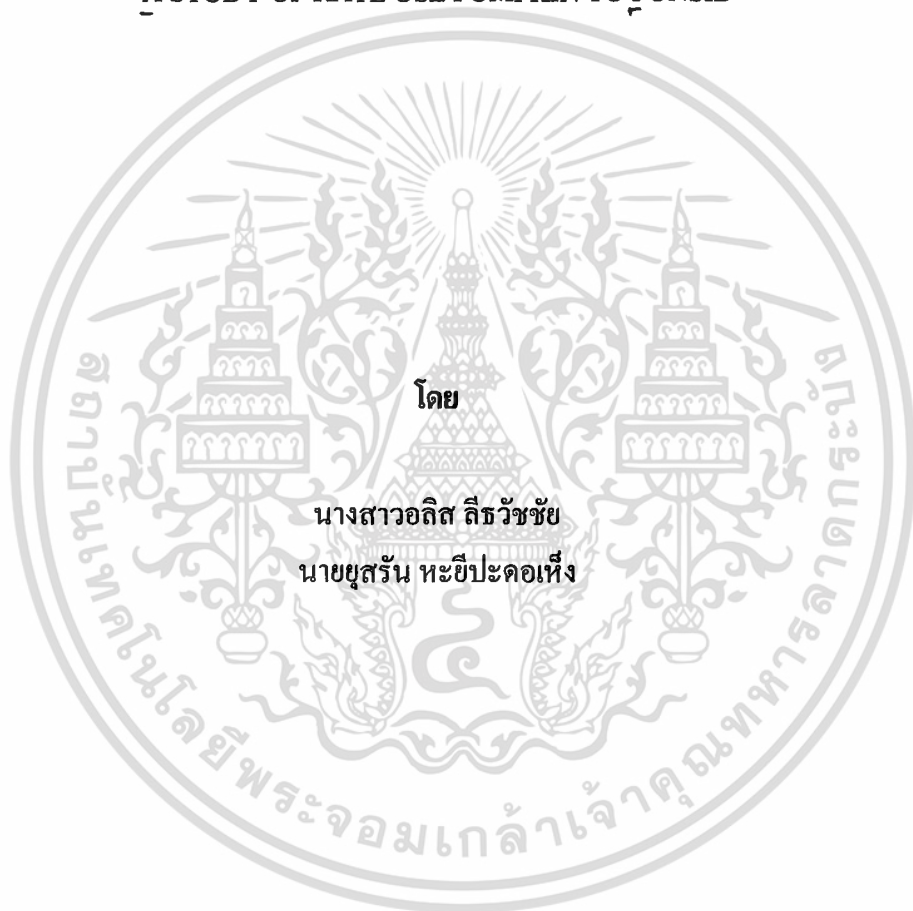 โดย
นางสาวอลิส ลีธวัชชัย
นายยุสรัน หะยีปะดอเห็ง
สถาบันเทคโนโลยีพระจอมเกล้าเจ้าคุณทหารลาดกระบัง
๔